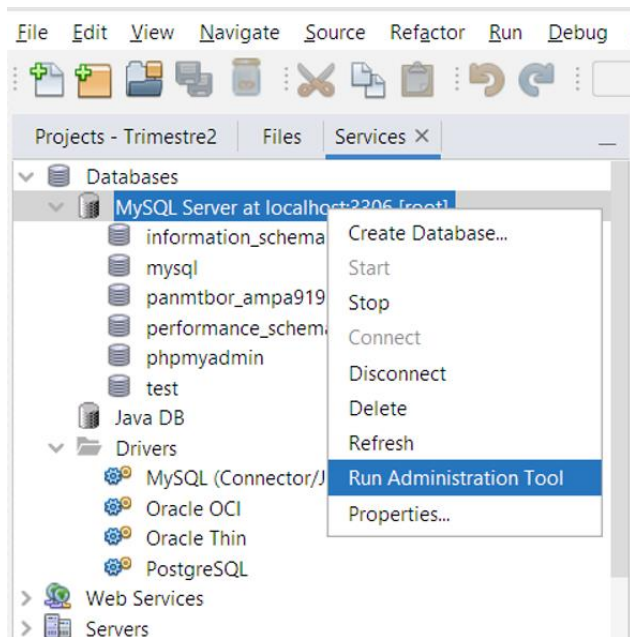 File Edit View Navigate Source Refactor Run Debug
Projects - Trimestre2 Files Services
Databases
MySQL Server at localhost:3306 [root]
information_schema
mysql
panmtbor_ampa919
performance_schema
phpmyadmin
test
Java DB
Drivers
MySQL (Connector/J
Oracle OCI
Oracle Thin
PostgreSQL
Web Services
Servers
Create Database...
Start
Stop
Connect
Disconnect
Delete
Refresh
Run Administration Tool
Properties...